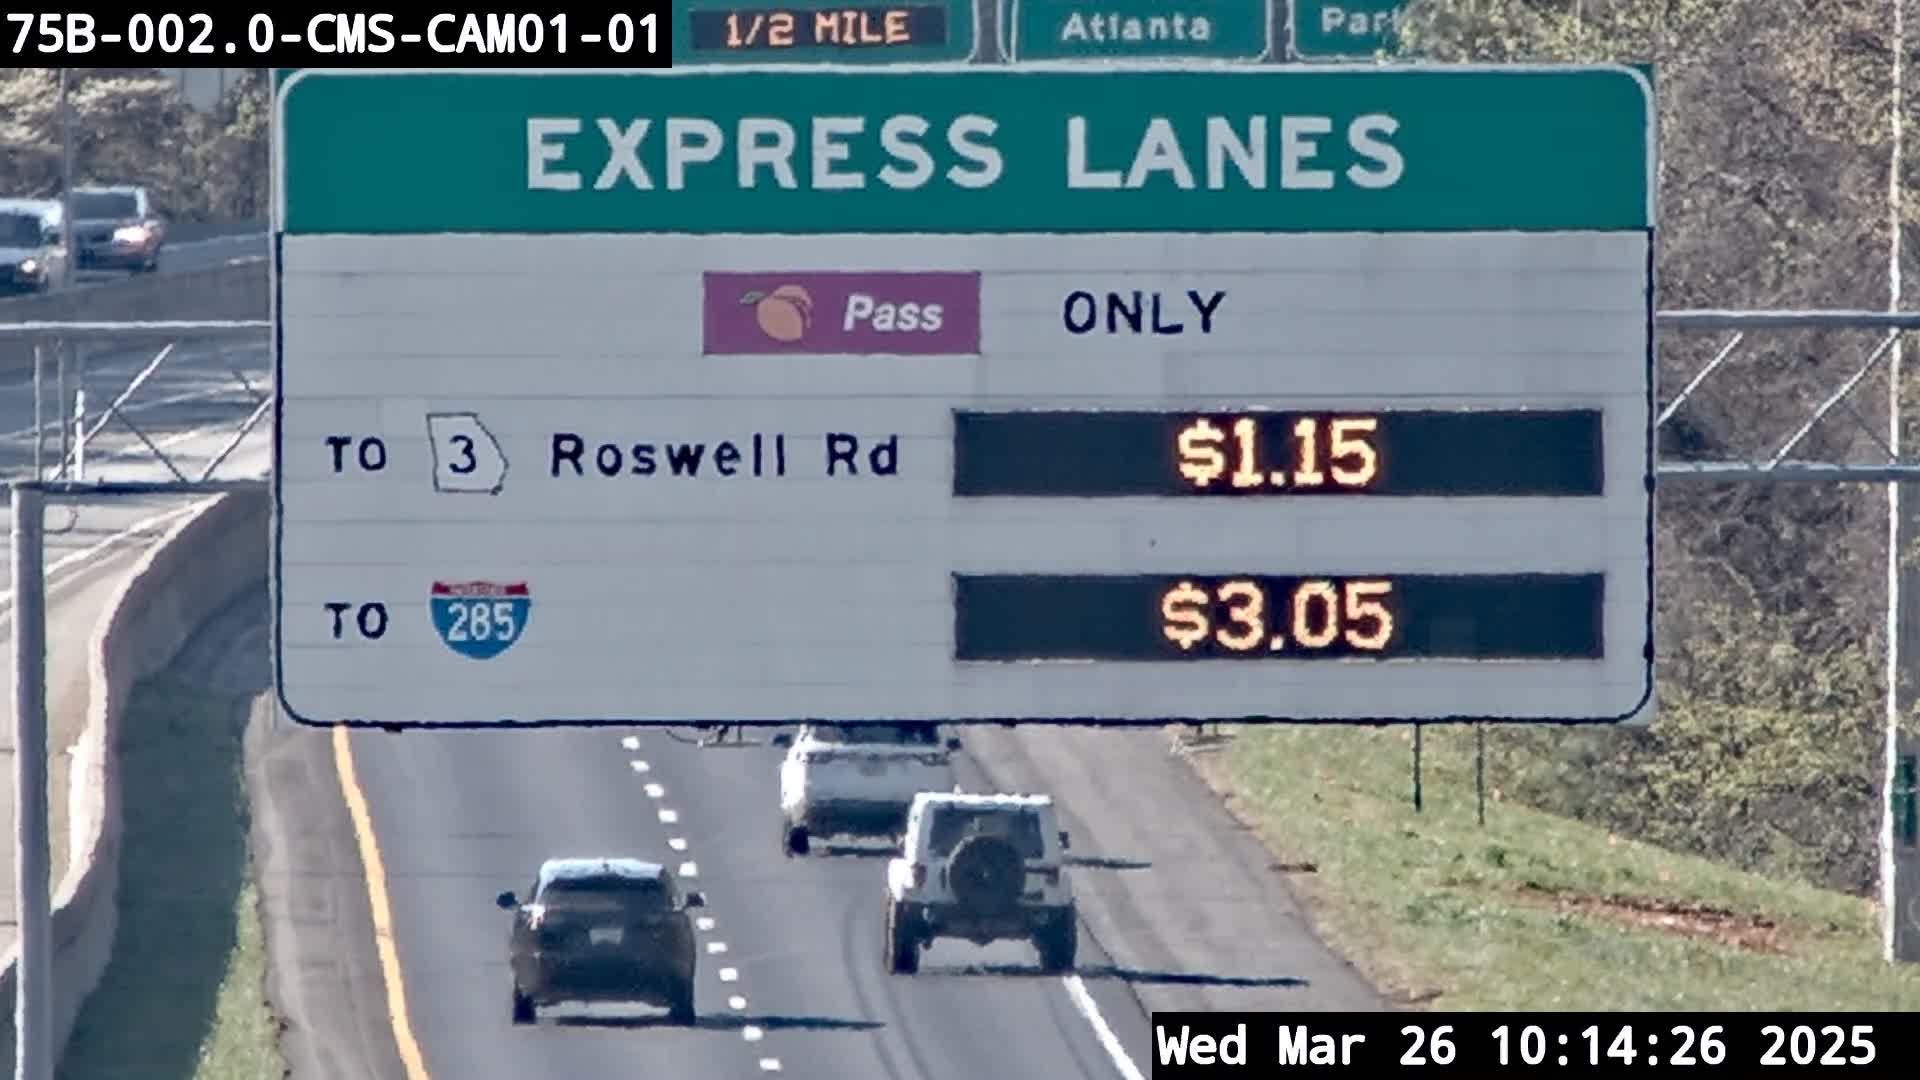 75B-002.0-CMS-CAM01-01
1/2 MILE
Atlanta
EXPRESS LANES
Pass ONLY
TO 3 Roswell Rd $1.15
TO 285 $3.05
Wed Mar 26 10:14:26 2025